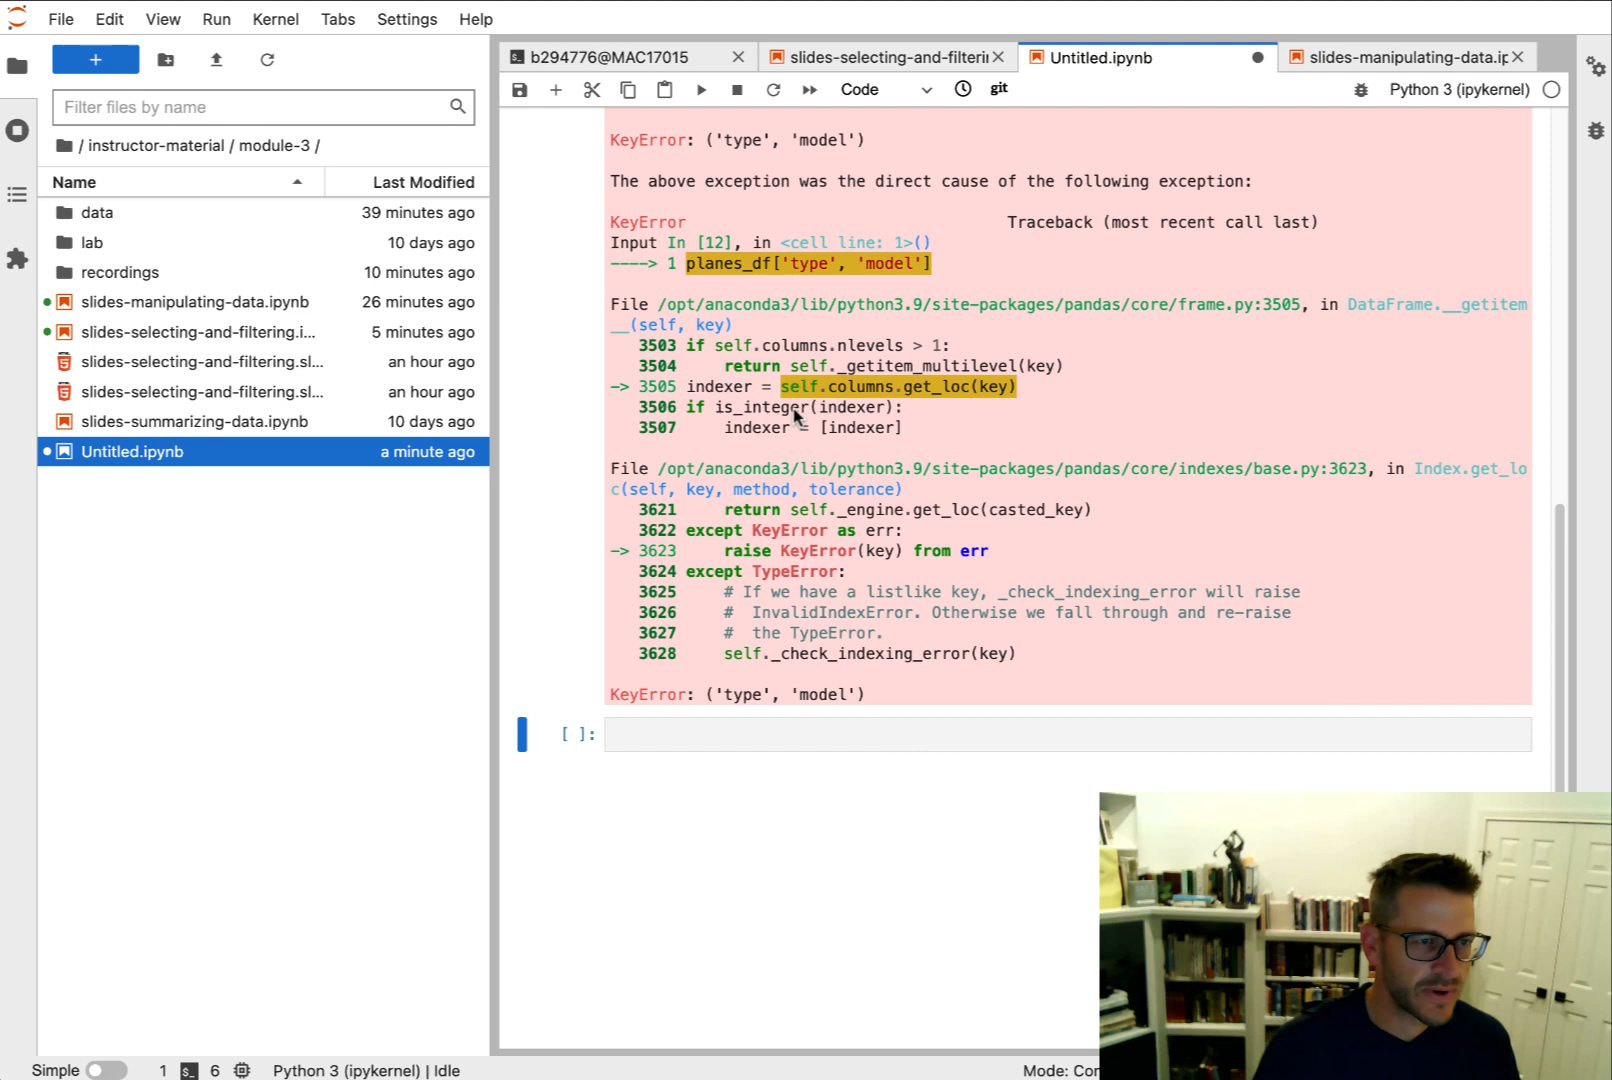 File Edit View Run Kernel Tabs Settings Help
+
Filter files by name
/ instructor-material / module-3 /
Name Last Modified
data 39 minutes ago
lab 10 days ago
recordings 10 minutes ago
slides-manipulating-data.ipynb 26 minutes ago
slides-selecting-and-filtering.i... 5 minutes ago
slides-selecting-and-filtering.sl... an hour ago
slides-selecting-and-filtering.sl... an hour ago
slides-summarizing-data.ipynb 10 days ago
Untitled.ipynb a minute ago
b294776@MAC17015 slides-selecting-and-filterir Untitled.ipynb slides-manipulating-data.ip
Code git Python 3 (ipykernel)
KeyError: ('type', 'model')
The above exception was the direct cause of the following exception:
KeyError Traceback (most recent call last)
Input In [12], in <cell line: 1>()
----> 1 planes_df['type', 'model']
File /opt/anaconda3/lib/python3.9/site-packages/pandas/core/frame.py:3505, in DataFrame.__getitem
__(self, key)
3503 if self.columns.nlevels > 1:
3504 return self._getitem_multilevel(key)
-> 3505 indexer = self.columns.get_loc(key)
3506 if is_integer(indexer):
3507 indexer = [indexer]
File /opt/anaconda3/lib/python3.9/site-packages/pandas/core/indexes/base.py:3623, in Index.get_lo
c(self, key, method, tolerance)
3621 return self._engine.get_loc(casted_key)
3622 except KeyError as err:
-> 3623 raise KeyError(key) from err
3624 except TypeError:
3625 # If we have a listlike key, _check_indexing_error will raise
3626 # InvalidIndexError. Otherwise we fall through and re-raise
3627 # the TypeError.
3628 self._check_indexing_error(key)
KeyError: ('type', 'model')
[ ]:
Simple 1 6 Python 3 (ipykernel) | Idle Mode: Cor